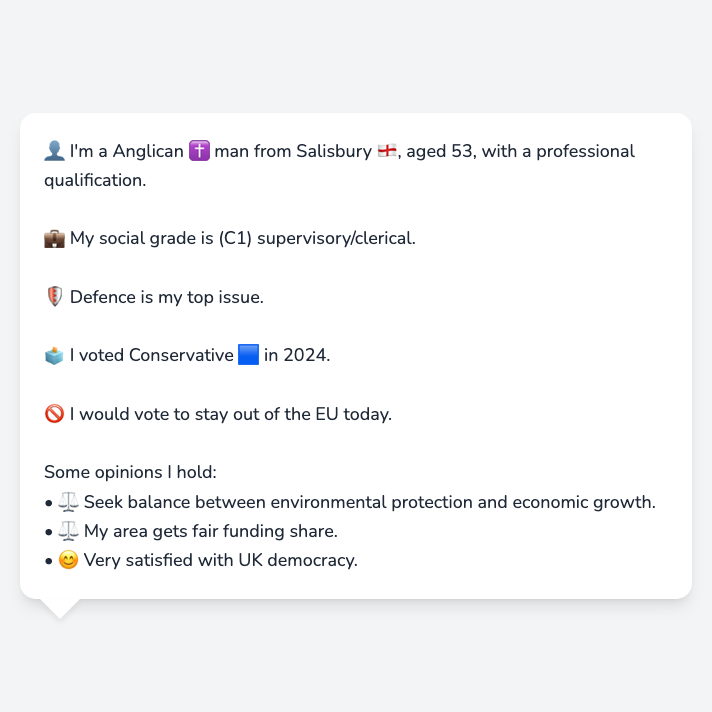 👤 I'm a Anglican ✝️ man from Salisbury 🏴󠁧󠁢󠁥󠁮󠁧󠁿, aged 53, with a professional
qualification.
💼 My social grade is (C1) supervisory/clerical.
🛡️ Defence is my top issue.
🗳️ I voted Conservative 🟦 in 2024.
🚫 I would vote to stay out of the EU today.
Some opinions I hold:
• ⚖️ Seek balance between environmental protection and economic growth.
• ⚖️ My area gets fair funding share.
• 😊 Very satisfied with UK democracy.